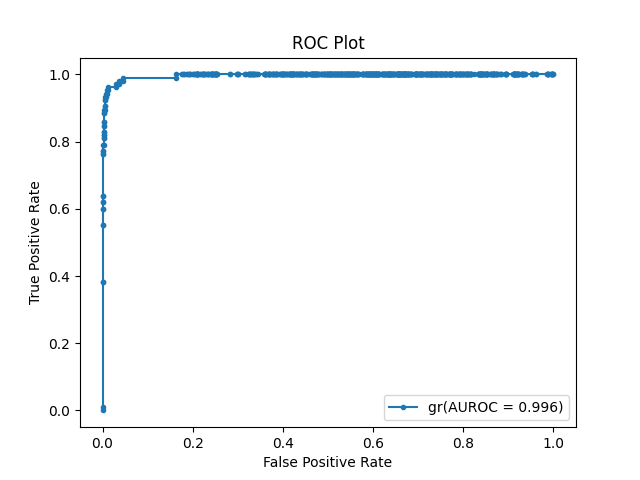 ROC Plot
True Positive Rate
1.0
0.8
0.6
0.4
0.2
0.0
gr(AUROC = 0.996)
0.0 0.2 0.4 0.6 0.8 1.0
False Positive Rate